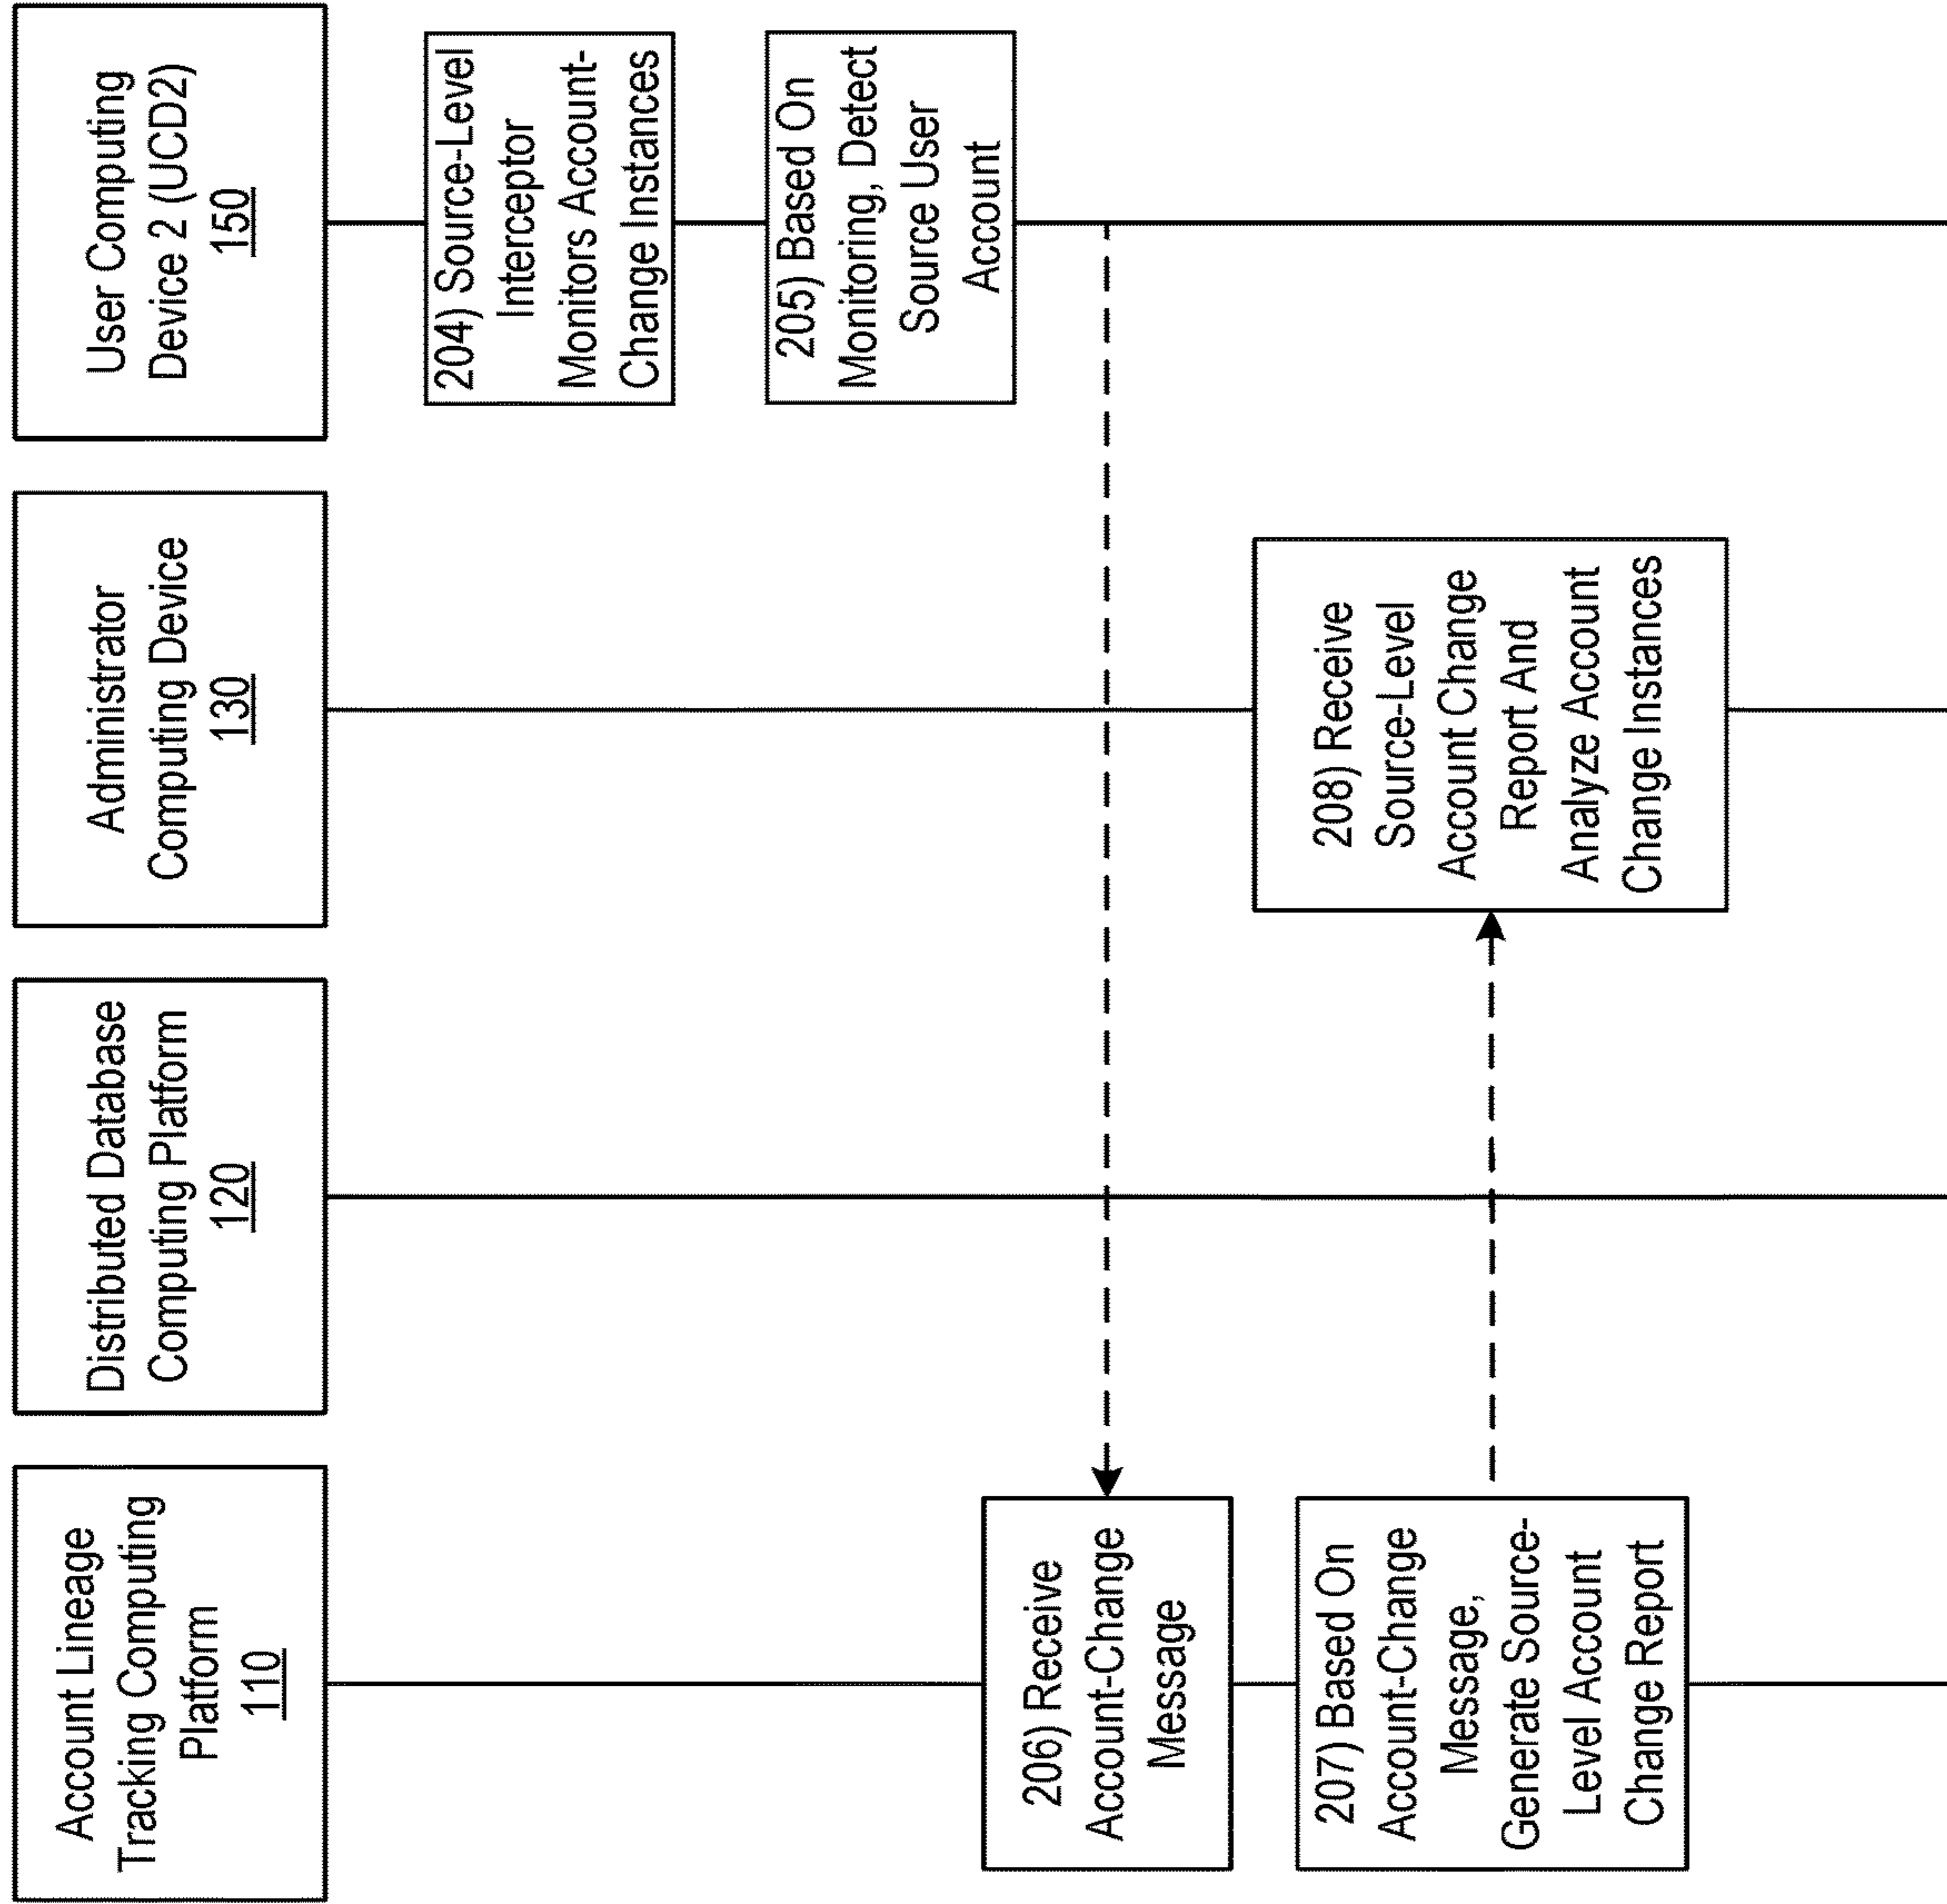 Account Lineage
Tracking Computing
Platform
110
Distributed Database
Computing Platform
120
Administrator
Computing Device
130
User Computing
Device 2 (UCD2)
150
204) Source-Level
Interceptor
Monitors Account-
Change Instances
205) Based On
Monitoring, Detect
Source User
Account
206) Receive
Account-Change
Message
207) Based On
Account-Change
Message,
Generate Source-
Level Account
Change Report
208) Receive
Source-Level
Account Change
Report And
Analyze Account
Change Instances